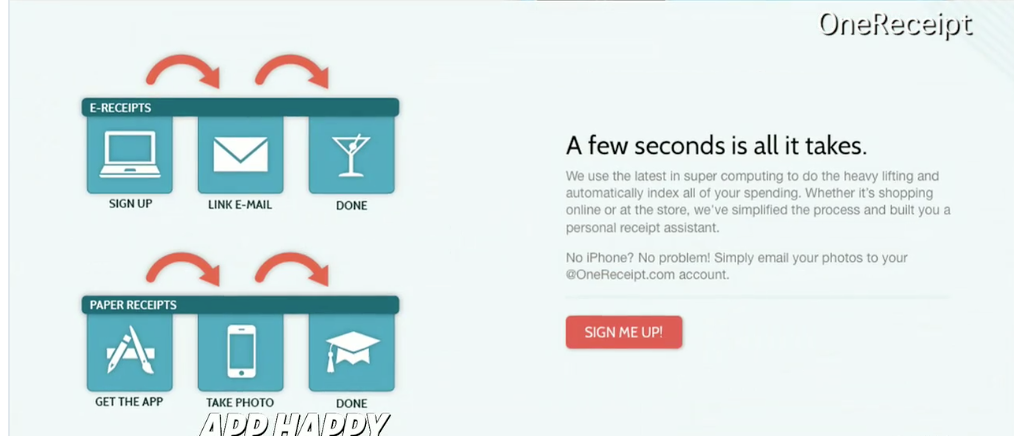 OneReceipt
E-RECEIPTS
SIGN UP
LINK E-MAIL
DONE
PAPER RECEIPTS
GET THE APP
TAKE PHOTO
DONE
APP HAPPY
A few seconds is all it takes.
We use the latest in super computing to do the heavy lifting and
automatically index all of your spending. Whether it's shopping
online or at the store, we've simplified the process and built you a
personal receipt assistant.
No iPhone? No problem! Simply email your photos to your
@OneReceipt.com account.
SIGN ME UP!